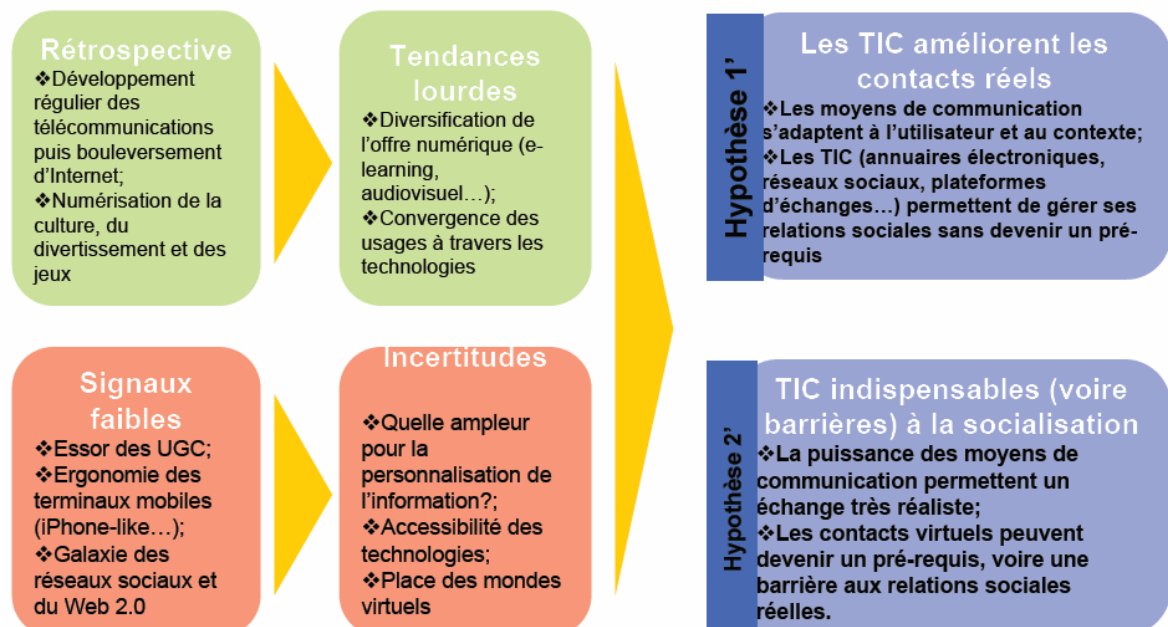 Rétrospective
❖Développement
régulier des
télécommunications
puis bouleversement
d'Internet;
❖Numérisation de la
culture, du
divertissement et des
jeux
Tendances
lourdes
❖Diversification de
l'offre numérique (e-
learning,
audiovisuel…);
❖Convergence des
usages à travers les
technologies
Hypothèse 1'
Les TIC améliorent les
contacts réels
❖Les moyens de communication
s'adaptent à l'utilisateur et au contexte;
❖Les TIC (annuaires électroniques,
réseaux sociaux, plateformes
d'échanges…) permettent de gérer ses
relations sociales sans devenir un pré-
requis
Signaux
faibles
❖Essor des UGC;
❖Ergonomie des
terminaux mobiles
(iPhone-like…);
❖Galaxie des
réseaux sociaux et
du Web 2.0
Incertitudes
❖Quelle ampleur
pour la
personnalisation de
l'information?;
❖Accessibilité des
technologies;
❖Place des mondes
virtuels
Hypothèse 2'
TIC indispensables (voire
barrières) à la socialisation
❖La puissance des moyens de
communication permettent un
échange très réaliste;
❖Les contacts virtuels peuvent
devenir un pré-requis, voire une
barrière aux relations sociales
réelles.